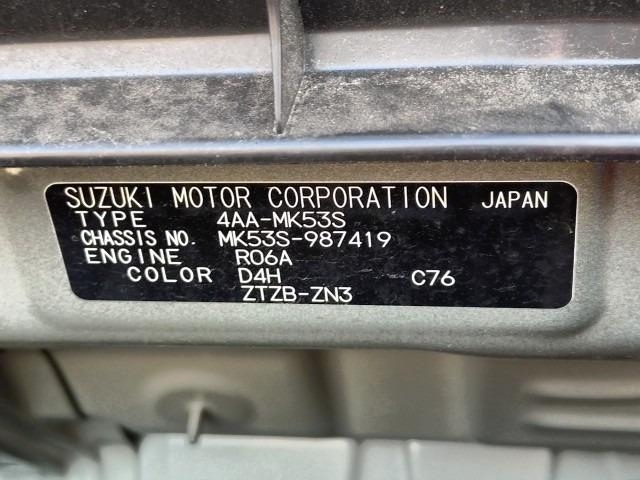 SUZUKI MOTOR CORPORATION JAPAN
TYPE 4AA-MK53S
CHASSIS NO. MK53S-987419
ENGINE R06A
COLOR D4H C76
ZTZB-ZN3